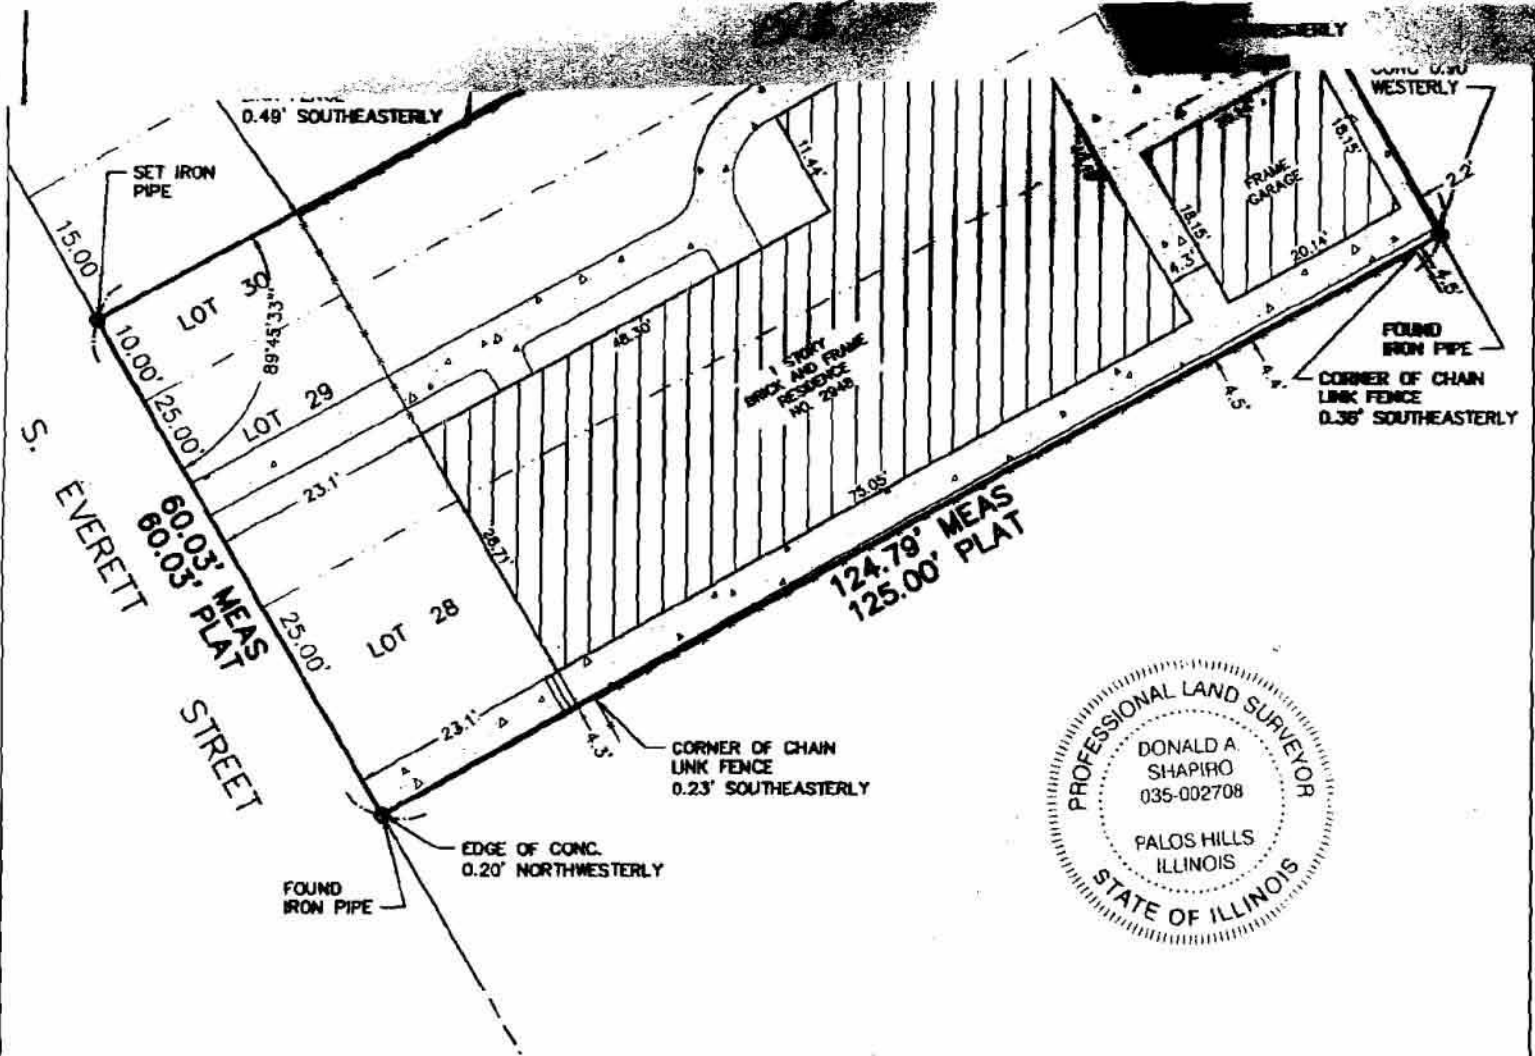 WESTERLY
0.49' SOUTHEASTERLY
SET IRON
PIPE
WESTERLY
2.2'
15.00'
11.44'
18.15'
FRAME
GARAGE
18.15'
20.14'
4.3'
LOT 30
89°45'33"
10.00'
48.30'
1 STORY
BRICK AND FRAME
RESIDENCE
NO. 2948
FOUND
IRON PIPE
CORNER OF CHAIN
LINK FENCE
0.36' SOUTHEASTERLY
4.5'
LOT 29
25.00'
23.1'
S. EVERETT STREET
60.03' MEAS
60.03' PLAT
28.71'
75.05'
124.79' MEAS
125.00' PLAT
25.00'
LOT 28
23.1'
4.3'
CORNER OF CHAIN
LINK FENCE
0.23' SOUTHEASTERLY
EDGE OF CONC.
0.20' NORTHWESTERLY
FOUND
IRON PIPE
PROFESSIONAL LAND SURVEYOR
DONALD A.
SHAPIRO
035-002708
PALOS HILLS
ILLINOIS
STATE OF ILLINOIS